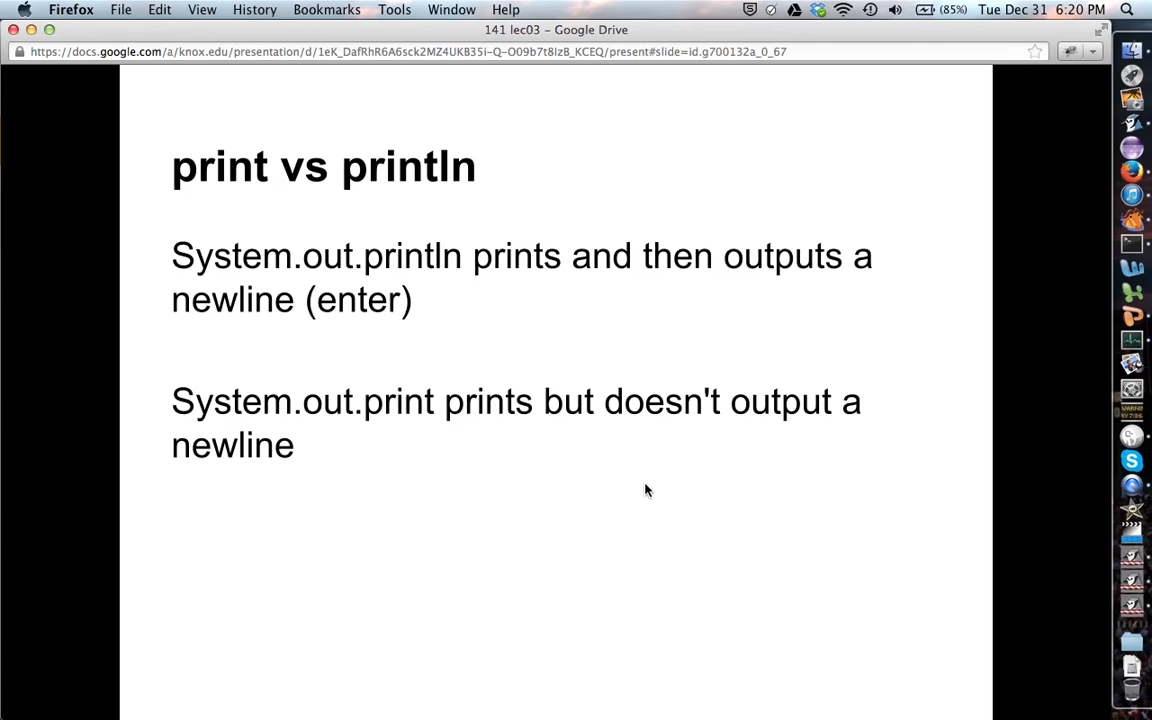 Firefox File Edit View History Bookmarks Tools Window Help (85%) Tue Dec 31 6:20 PM
141 lec03 – Google Drive
https://docs.google.com/a/knox.edu/presentation/d/1eK_DafRhR6A6sck2MZ4UKB35i-Q-O09b7t8lzB_KCEQ/present#slide=id.g700132a_0_67
print vs println
System.out.println prints and then outputs a
newline (enter)
System.out.print prints but doesn't output a
newline